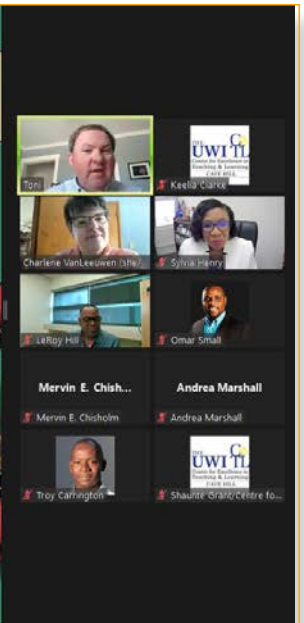 Toni
THE
UWI CTL
Centre for Excellence in
Teaching & Learning
CAVE HILL
Keelia Clarke
Charlene VanLeeuwen (she/
Sylvia Henry
LeRoy Hill
Omar Small
Mervin E. Chish...
Andrea Marshall
Mervin E. Chisholm
Andrea Marshall
Troy Carrington
THE
UWI CTL
Centre for Excellence in
Teaching & Learning
CAVE HILL
Shaunte Grant/Centre fo...